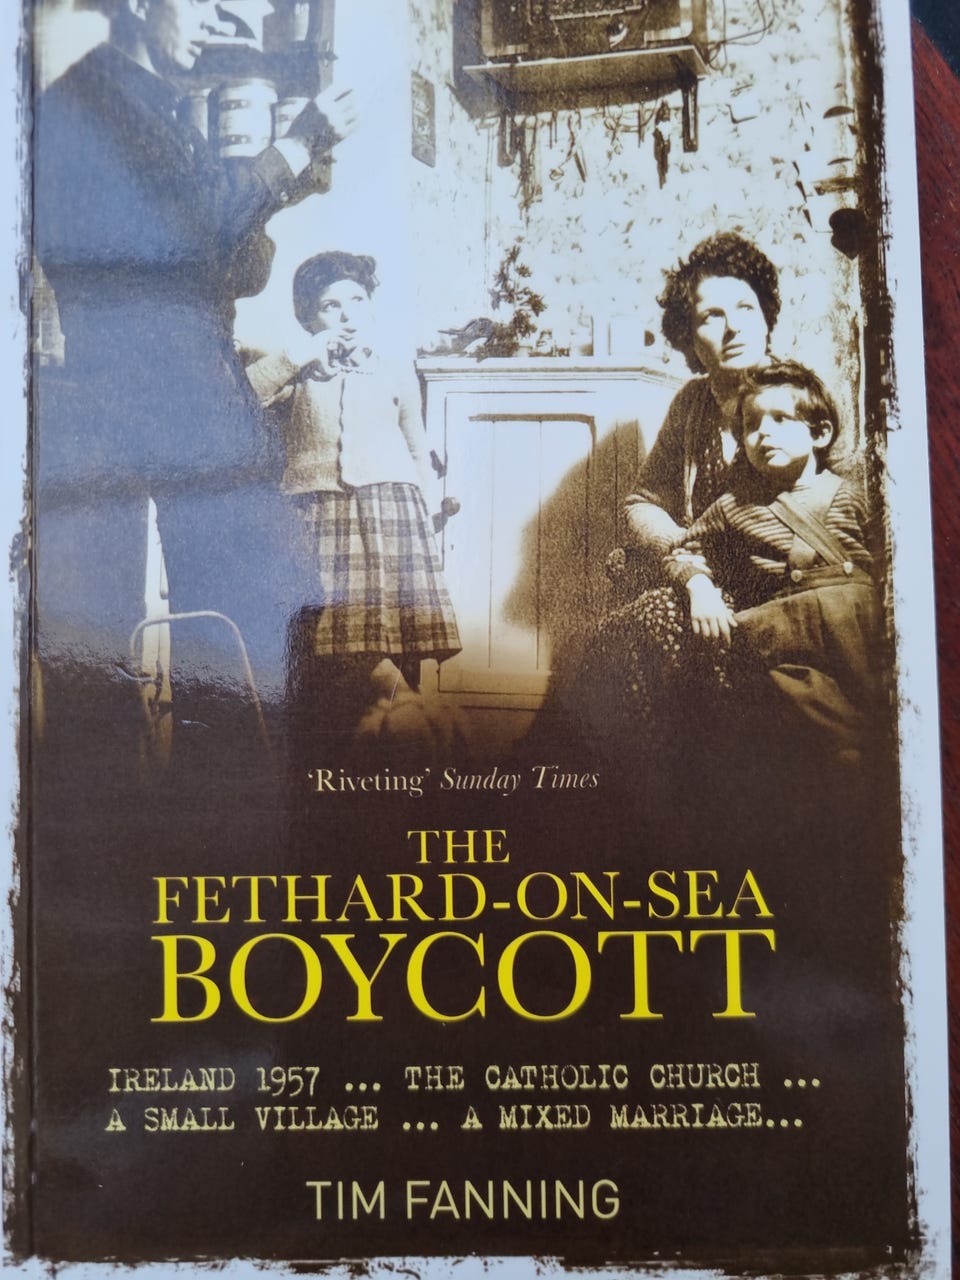 'Riveting' Sunday Times
THE
FETHARD-ON-SEA
BOYCOTT
IRELAND 1957 ... THE CATHOLIC CHURCH ...
A SMALL VILLAGE ... A MIXED MARRIAGE...
TIM FANNING